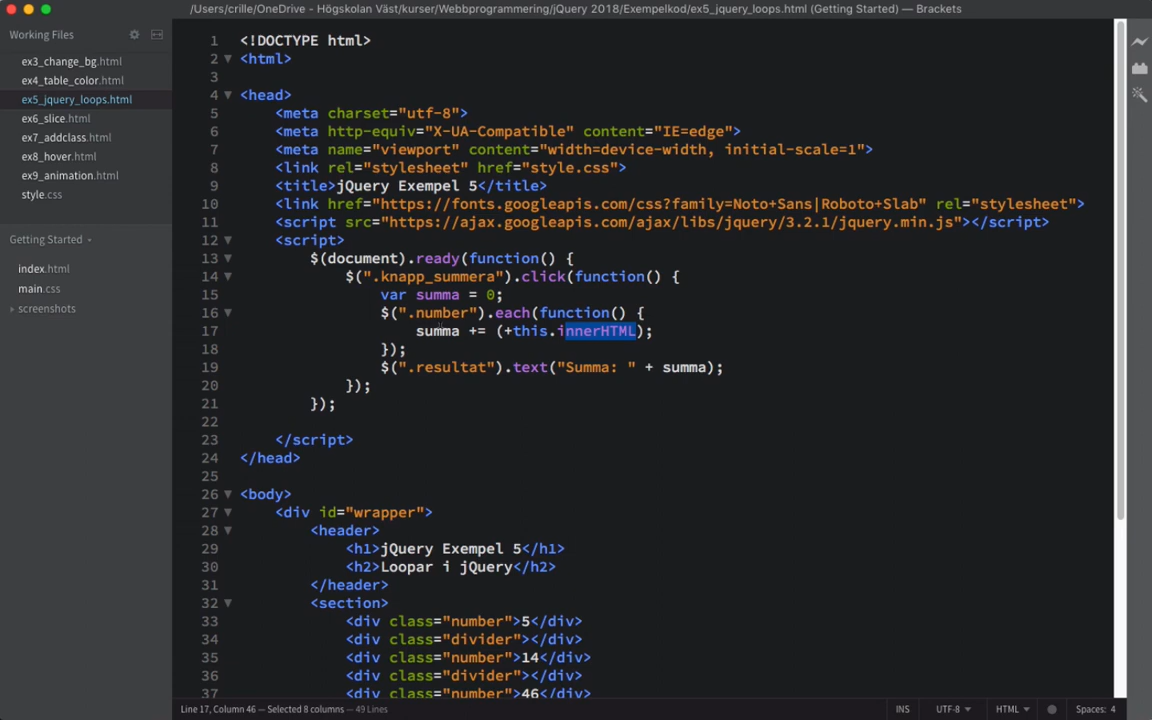 /Users/crille/OneDrive - Högskolan Väst/kurser/Webbprogrammering/jQuery 2018/Exempelkod/ex5_jquery_loops.html (Getting Started) — Brackets
Working Files
ex3_change_bg.html
ex4_table_color.html
ex5_jquery_loops.html
ex6_slice.html
ex7_addclass.html
ex8_hover.html
ex9_animation.html
style.css
Getting Started
index.html
main.css
screenshots
1 <!DOCTYPE html>
2 <html>
3
4 <head>
5 <meta charset="utf-8">
6 <meta http-equiv="X-UA-Compatible" content="IE=edge">
7 <meta name="viewport" content="width=device-width, initial-scale=1">
8 <link rel="stylesheet" href="style.css">
9 <title>jQuery Exempel 5</title>
10 <link href="https://fonts.googleapis.com/css?family=Noto+Sans|Roboto+Slab" rel="stylesheet">
11 <script src="https://ajax.googleapis.com/ajax/libs/jquery/3.2.1/jquery.min.js"></script>
12 <script>
13 $(document).ready(function() {
14 $(".knapp_summera").click(function() {
15 var summa = 0;
16 $(".number").each(function() {
17 summa += (+this.innerHTML);
18 });
19 $(".resultat").text("Summa: " + summa);
20 });
21 });
22
23 </script>
24 </head>
25
26 <body>
27 <div id="wrapper">
28 <header>
29 <h1>jQuery Exempel 5</h1>
30 <h2>Loopar i jQuery</h2>
31 </header>
32 <section>
33 <div class="number">5</div>
34 <div class="divider"></div>
35 <div class="number">14</div>
36 <div class="divider"></div>
37 <div class="number">46</div>
Line 17, Column 46 — Selected 8 columns — 49 Lines
INS UTF-8 HTML Spaces: 4